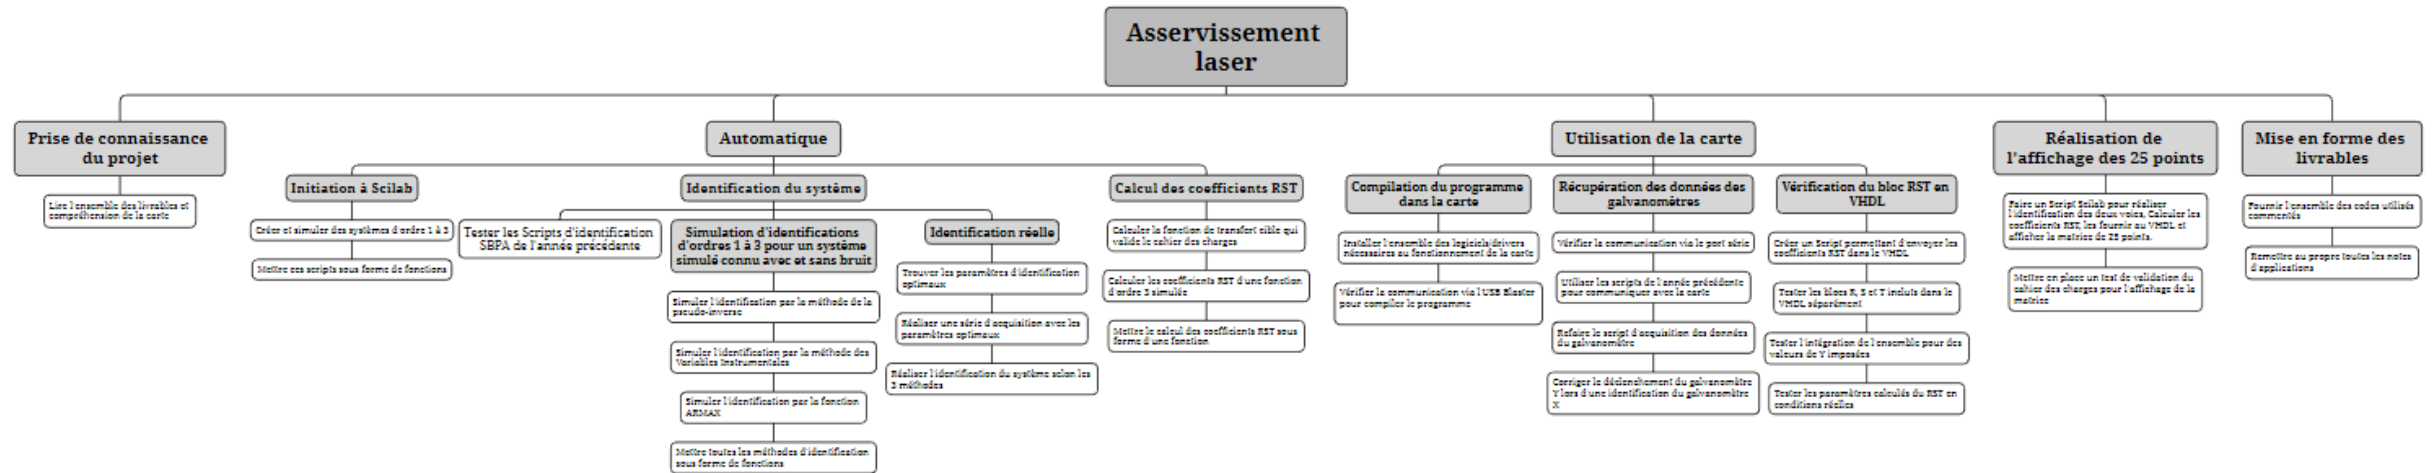 Asservissement
laser
Prise de connaissance
du projet
Lire l'ensemble des livrables et
compréhension de la carte
Automatique
Initiation à Scilab
Créer et simuler des systèmes d'ordre 1 à 3
Mettre ces scripts sous forme de fonctions
Identification du système
Tester les Scripts d'identification
SBPA de l'année précédente
Simulation d'identifications
d'ordres 1 à 3 pour un système
simulé connu avec et sans bruit
Simuler l'identification par la méthode de la
pseudo-inverse
Simuler l'identification par la méthode des
Variables Instrumentales
Simuler l'identification par la fonction
ARMAX
Mettre toutes les méthodes d'identification
sous forme de fonctions
Identification réelle
Trouver les paramètres d'identification
optimaux
Réaliser une série d'acquisition avec les
paramètres optimaux
Réaliser l'identification du système selon les
3 méthodes
Calcul des coefficients RST
Calculer la fonction de transfert cible qui
valide le cahier des charges
Calculer les coefficients RST d'une fonction
d'ordre 3 simulée
Mettre le calcul des coefficients RST sous
forme d'une fonction
Utilisation de la carte
Compilation du programme
dans la carte
Installer l'ensemble des logiciels/drivers
nécessaires au fonctionnement de la carte
Vérifier la communication via l'USB Blaster
pour compiler le programme
Récupération des données des
galvanomètres
Vérifier la communication via le port série
Utiliser les scripts de l'année précédente
pour communiquer avec la carte
Refaire le script d'acquisition des données
du galvanomètre
Corriger le déclenchement du galvanomètre
Y lors d'une identification du galvanomètre
X
Vérification du bloc RST en
VHDL
Créer un Script permettant d'envoyer les
coefficients RST dans le VHDL
Tester les blocs R, S et T inclus dans le
VHDL séparément
Tester l'intégration de l'ensemble pour des
valeurs de Y imposées
Tester les paramètres calculés du RST en
conditions réelles
Réalisation de
l'affichage des 25 points
Faire un Script Scilab pour réaliser
l'identification des deux voies, Calculer les
coefficients RST, les fournir au VHDL et
afficher la matrice de 25 points.
Mettre en place un test de validation du
cahier des charges pour l'affichage de la
matrice
Mise en forme des
livrables
Fournir l'ensemble des codes utilisés
commentés
Remettre au propre toutes les notes
d'applications